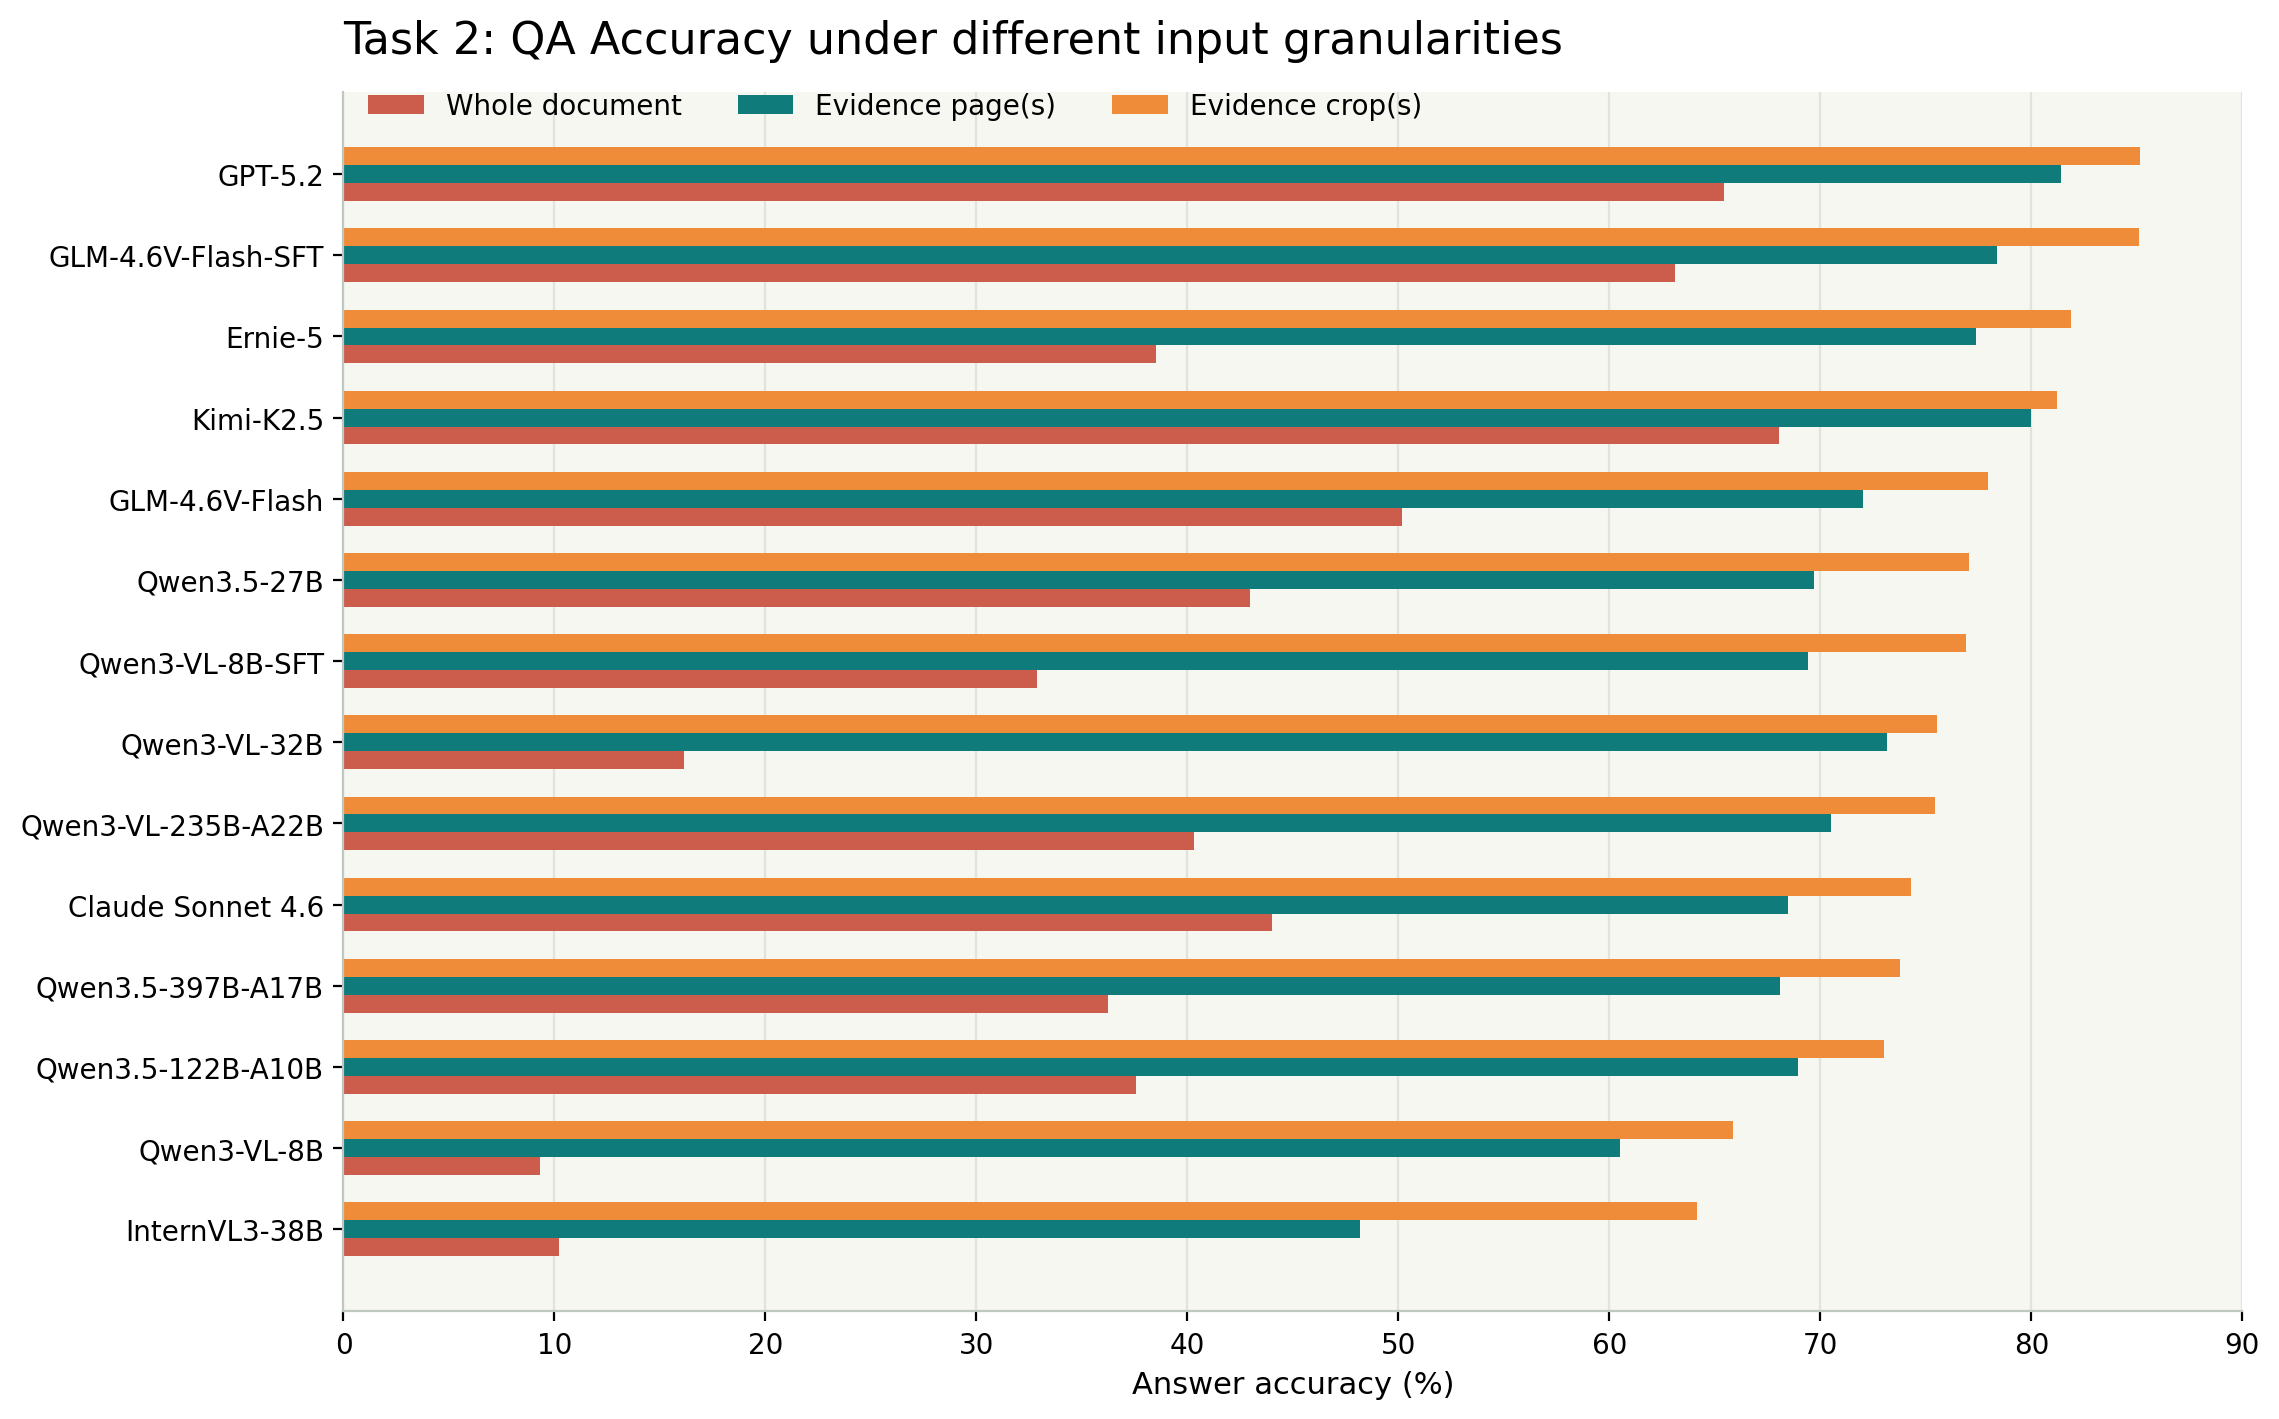 Task 2: QA Accuracy under different input granularities
Whole document Evidence page(s) Evidence crop(s)
GPT-5.2
GLM-4.6V-Flash-SFT
Ernie-5
Kimi-K2.5
GLM-4.6V-Flash
Qwen3.5-27B
Qwen3-VL-8B-SFT
Qwen3-VL-32B
Qwen3-VL-235B-A22B
Claude Sonnet 4.6
Qwen3.5-397B-A17B
Qwen3.5-122B-A10B
Qwen3-VL-8B
InternVL3-38B
0 10 20 30 40 50 60 70 80 90
Answer accuracy (%)